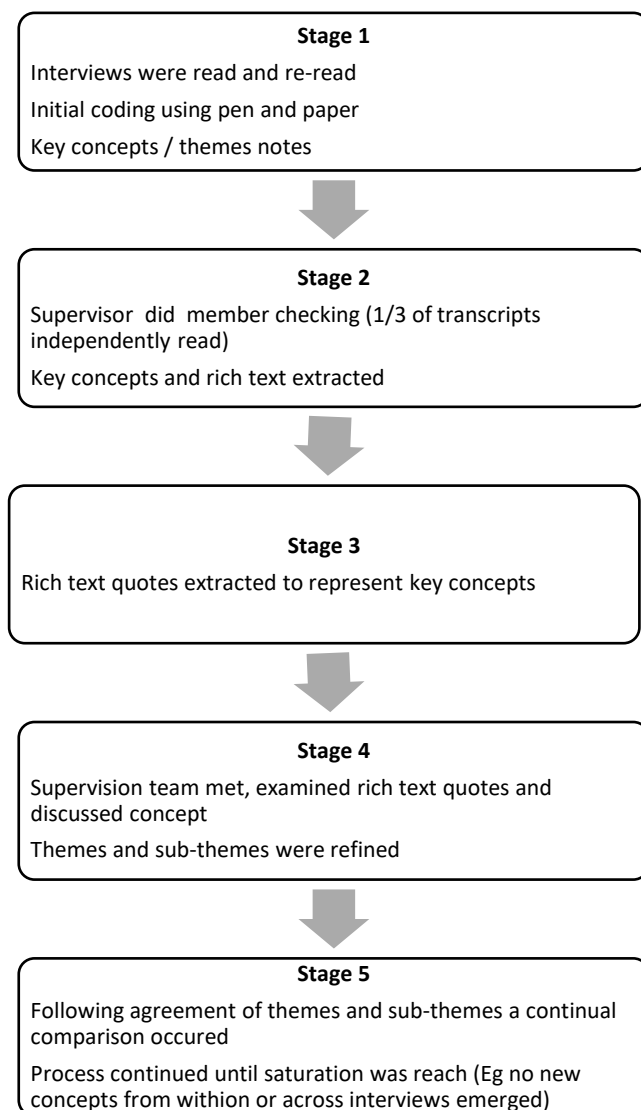 Stage 1
Interviews were read and re-read
Initial coding using pen and paper
Key concepts / themes notes
Stage 2
Supervisor did member checking (1/3 of transcripts
independently read)
Key concepts and rich text extracted
Stage 3
Rich text quotes extracted to represent key concepts
Stage 4
Supervision team met, examined rich text quotes and
discussed concept
Themes and sub-themes were refined
Stage 5
Following agreement of themes and sub-themes a continual
comparison occured
Process continued until saturation was reach (Eg no new
concepts from withion or across interviews emerged)